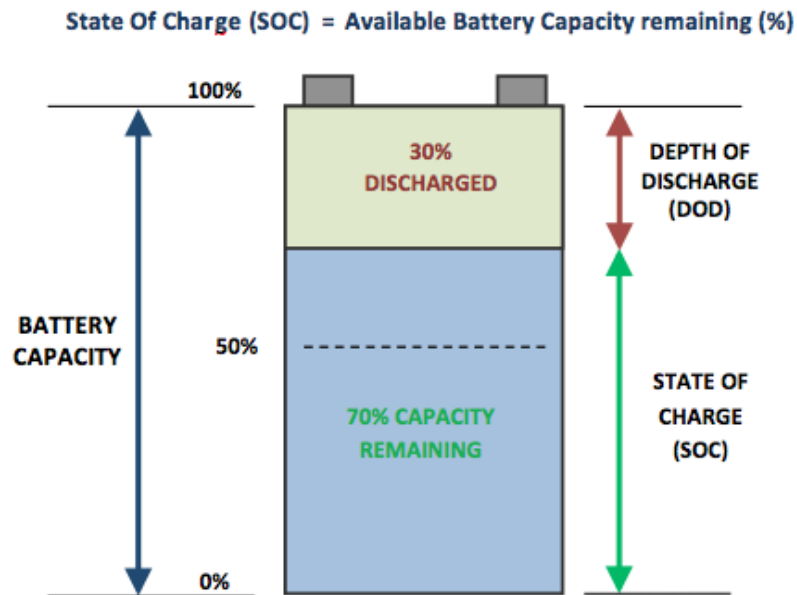 State Of Charge (SOC) = Available Battery Capacity remaining (%)
100%
30%
DISCHARGED
DEPTH OF
DISCHARGE
(DOD)
BATTERY
CAPACITY
50%
70% CAPACITY
REMAINING
STATE OF
CHARGE
(SOC)
0%